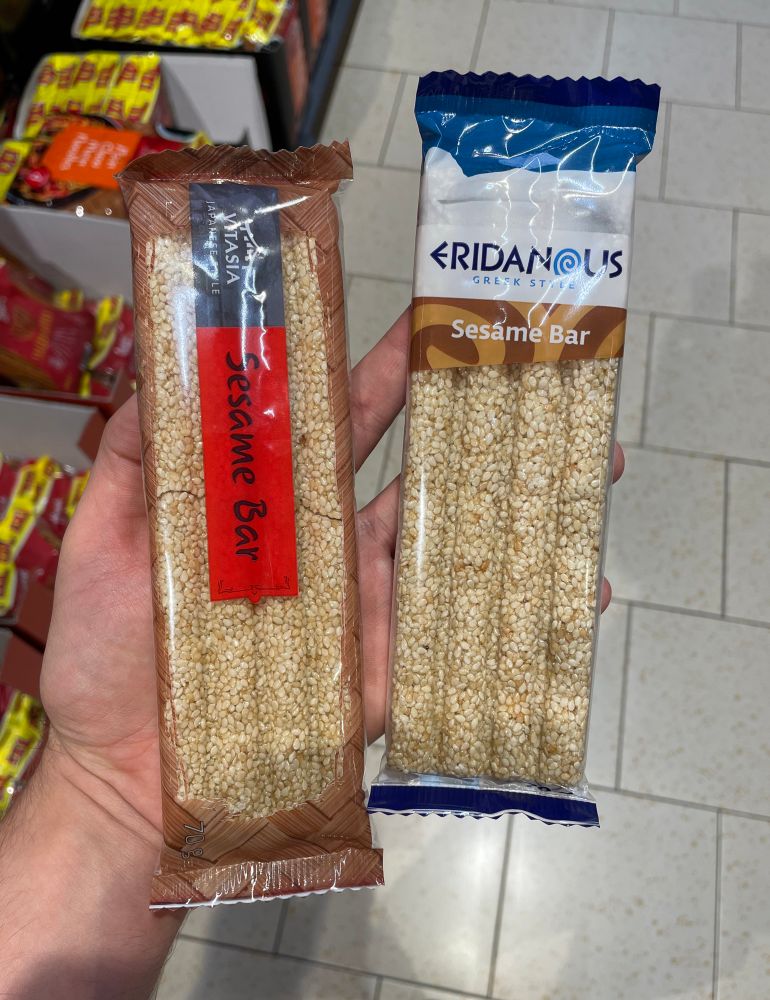 VITASIA
JAPANESE STYLE
Sesame Bar
70g
ERIDANOUS
GREEK STYLE
Sesame Bar